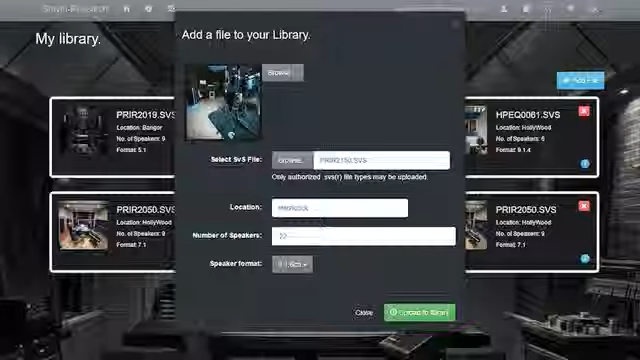 My library.
Add a file to your Library.
Browse
PRIR2019.SVS
Location: Bangor
No. of Speakers: 9
Format: 5.1
HPEQ0061.SVS
Location: HollyWood
No. of Speakers: 6
Format: 9.1.4
Select SVS File:
Browse
PRIR2150.SVS
Only authorized .svs(r) file types may be uploaded.
PRIR2050.SVS
Location: HollyWood
No. of Speakers: 9
Format: 7.1
PRIR2050.SVS
Location: HollyWood
No. of Speakers: 9
Format: 7.1
Location:
Number of Speakers:
Speaker format:
Close
Upload to library